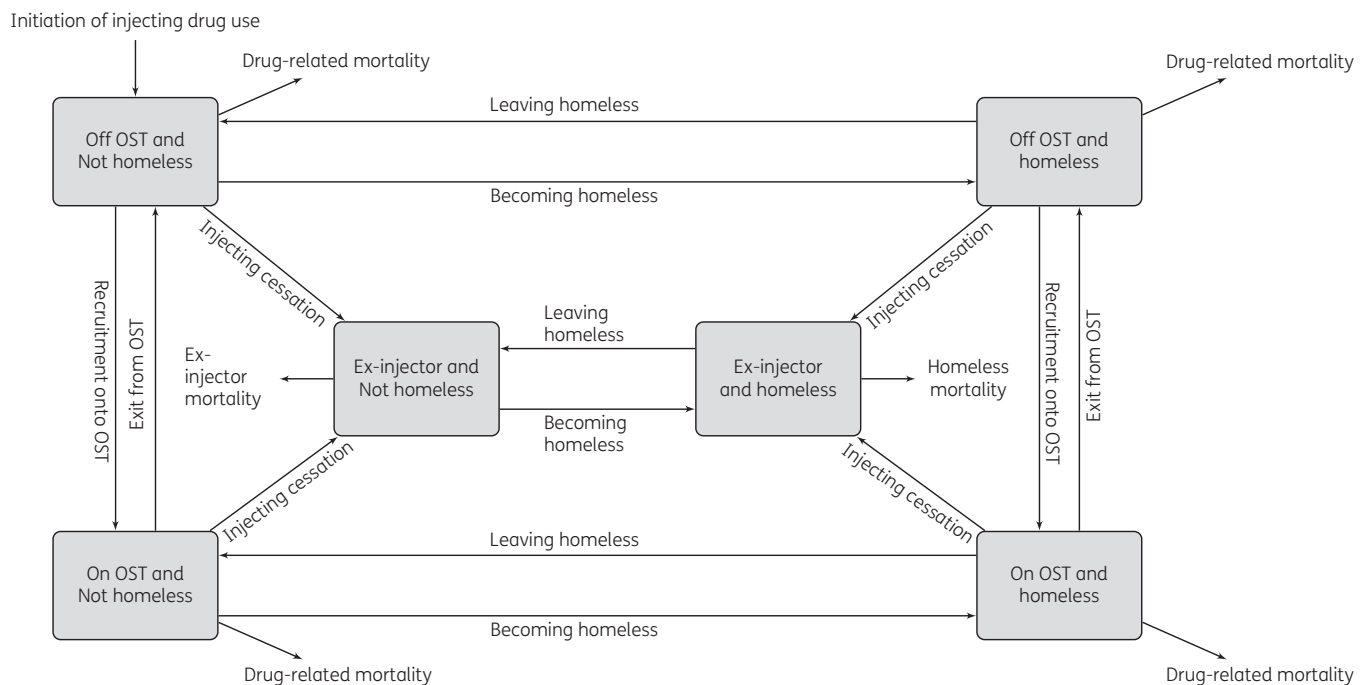 Initiation of injecting drug use
Drug-related mortality
Drug-related mortality
Leaving homeless
Off OST and
Not homeless
Off OST and
homeless
Becoming homeless
Injecting cessation
Injecting cessation
Recruitment onto OST
Exit from OST
Recruitment onto OST
Exit from OST
Leaving
homeless
Ex-
injector
mortality
Ex-injector and
Not homeless
Ex-injector
and homeless
Homeless
mortality
Becoming
homeless
Injecting cessation
Injecting cessation
Leaving homeless
On OST and
Not homeless
On OST and
homeless
Becoming homeless
Drug-related mortality
Drug-related mortality